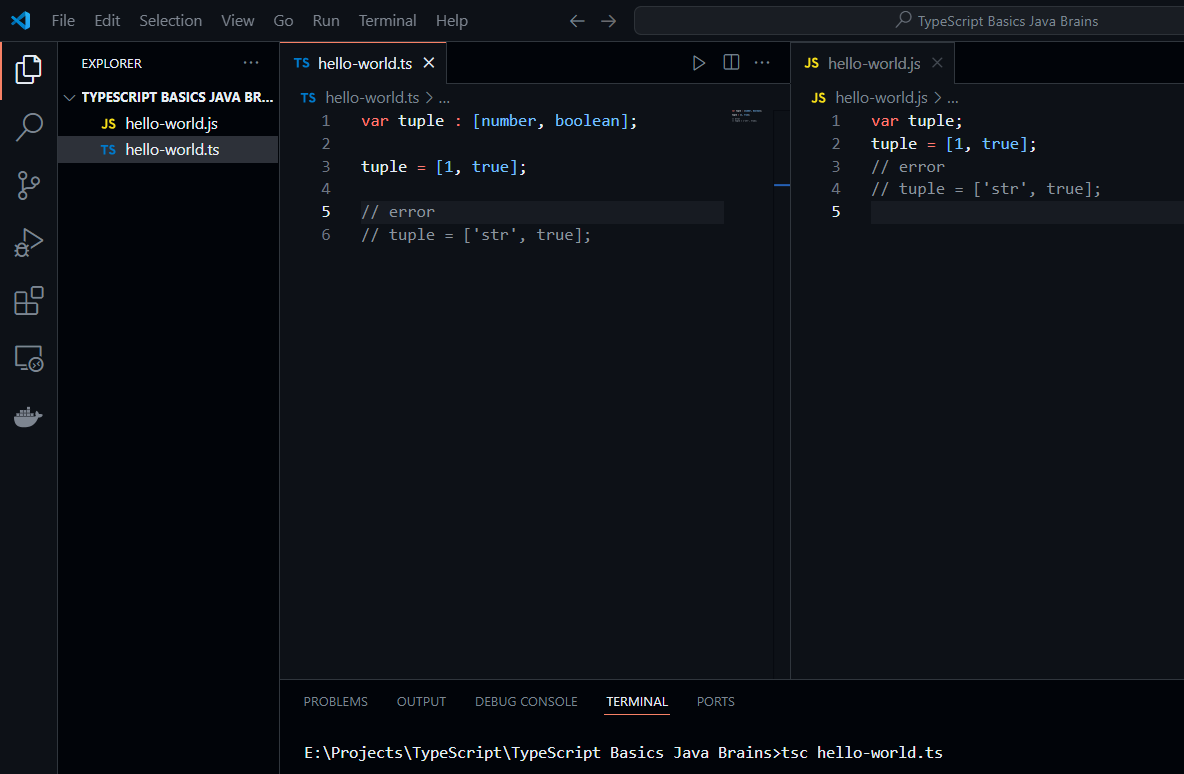 File Edit Selection View Go Run Terminal Help
TypeScript Basics Java Brains
EXPLORER
TYPESCRIPT BASICS JAVA BR...
JS hello-world.js
TS hello-world.ts
TS hello-world.ts
TS hello-world.ts > ...
1 var tuple : [number, boolean];
2
3 tuple = [1, true];
4
5 // error
6 // tuple = ['str', true];
JS hello-world.js
JS hello-world.js > ...
1 var tuple;
2 tuple = [1, true];
3 // error
4 // tuple = ['str', true];
5
PROBLEMS OUTPUT DEBUG CONSOLE TERMINAL PORTS
E:\Projects\TypeScript\TypeScript Basics Java Brains>tsc hello-world.ts